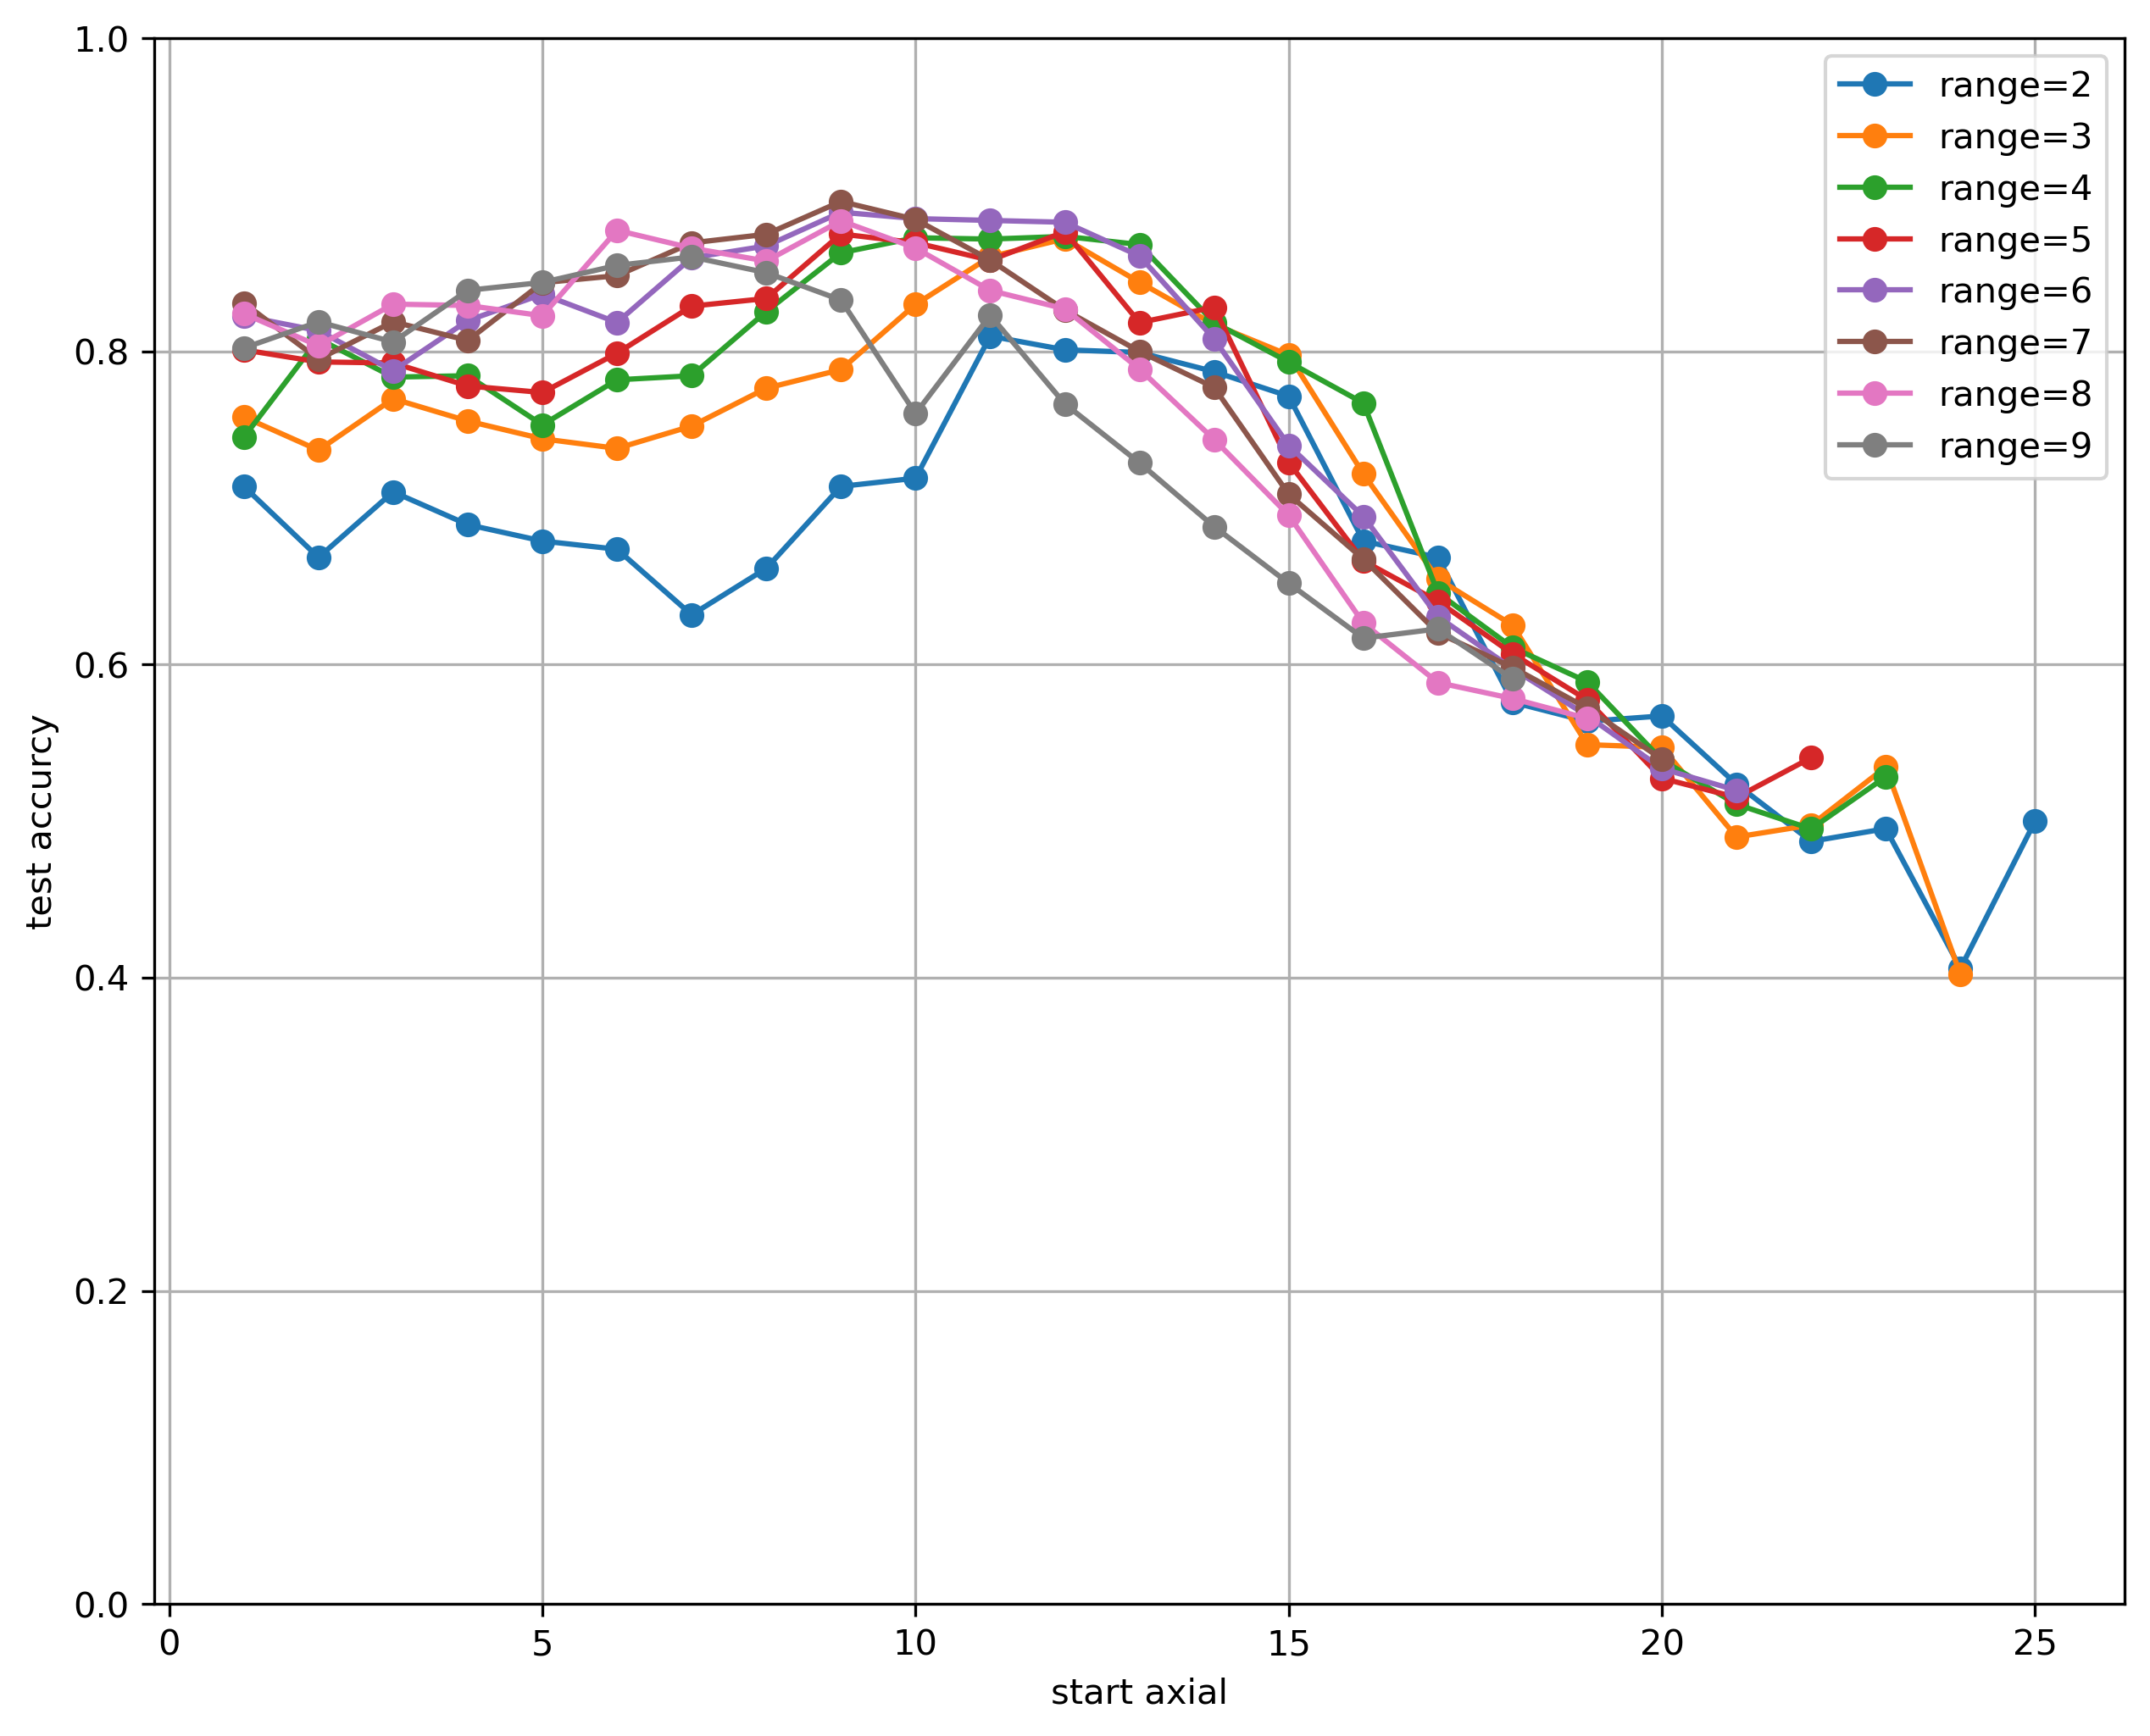 1.0
0.8
0.6
0.4
0.2
0.0
test accurcy
0 5 10 15 20 25
start axial
range=2
range=3
range=4
range=5
range=6
range=7
range=8
range=9